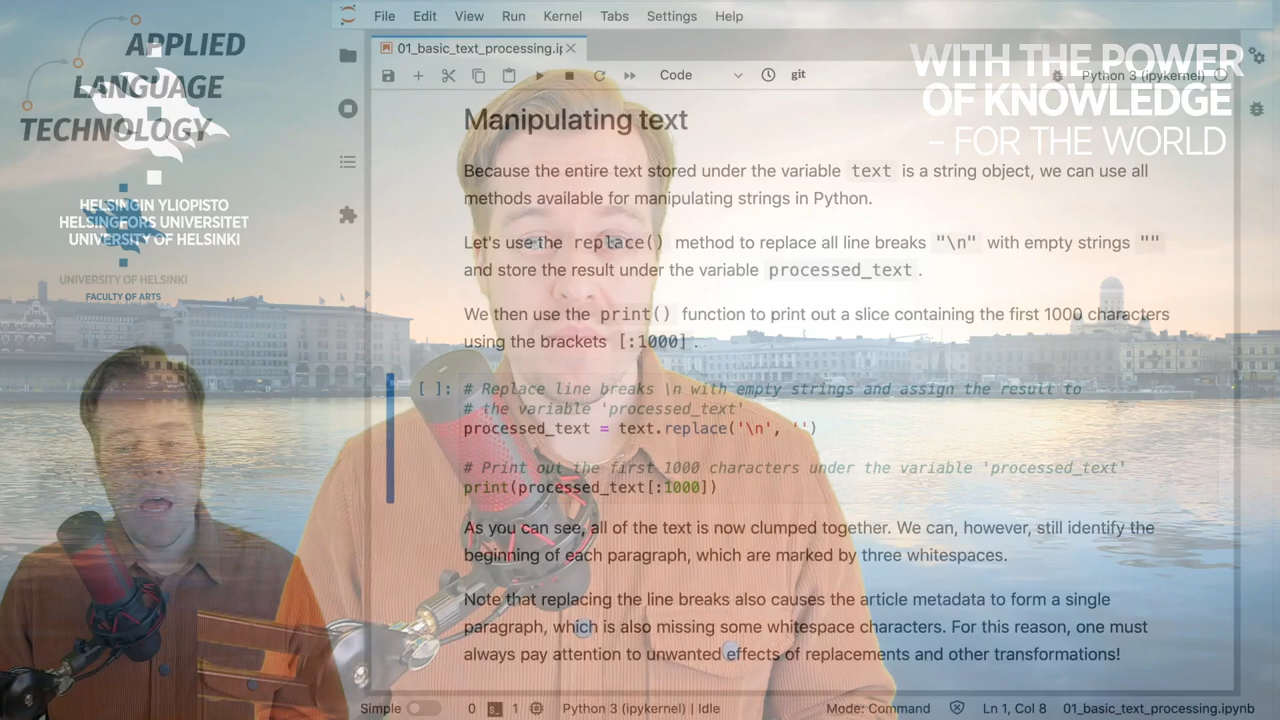 APPLIED
LANGUAGE
TECHNOLOGY
HELSINGIN YLIOPISTO
HELSINGFORS UNIVERSITET
UNIVERSITY OF HELSINKI
UNIVERSITY OF HELSINKI
FACULTY OF ARTS
WITH THE POWER
OF KNOWLEDGE
– FOR THE WORLD
File Edit View Run Kernel Tabs Settings Help
01_basic_text_processing.ip
Code
git
Python 3 (ipykernel)
Manipulating text
Because the entire text stored under the variable text is a string object, we can use all
methods available for manipulating strings in Python.
Let's use the replace() method to replace all line breaks "\n" with empty strings ""
and store the result under the variable processed_text.
We then use the print() function to print out a slice containing the first 1000 characters
using the brackets [:1000].
[ ]: # Replace line breaks \n with empty strings and assign the result to
# the variable 'processed_text'
processed_text = text.replace('\n', '')
# Print out the first 1000 characters under the variable 'processed_text'
print(processed_text[:1000])
As you can see, all of the text is now clumped together. We can, however, still identify the
beginning of each paragraph, which are marked by three whitespaces.
Note that replacing the line breaks also causes the article metadata to form a single
paragraph, which is also missing some whitespace characters. For this reason, one must
always pay attention to unwanted effects of replacements and other transformations!
Simple 0 1 Python 3 (ipykernel) | Idle Mode: Command Ln 1, Col 8 01_basic_text_processing.ipynb